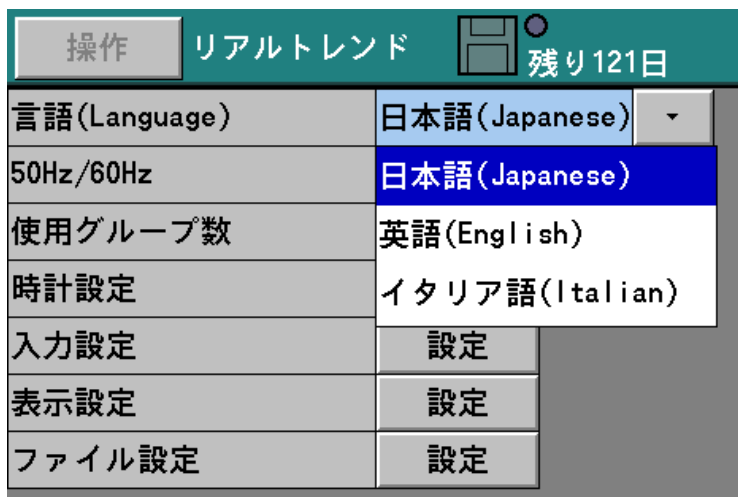 操作 リアルトレンド 残り121日
言語(Language) 日本語(Japanese)
50Hz/60Hz 日本語(Japanese)
使用グループ数 英語(English)
時計設定 イタリア語(Italian)
入力設定 設定
表示設定 設定
ファイル設定 設定